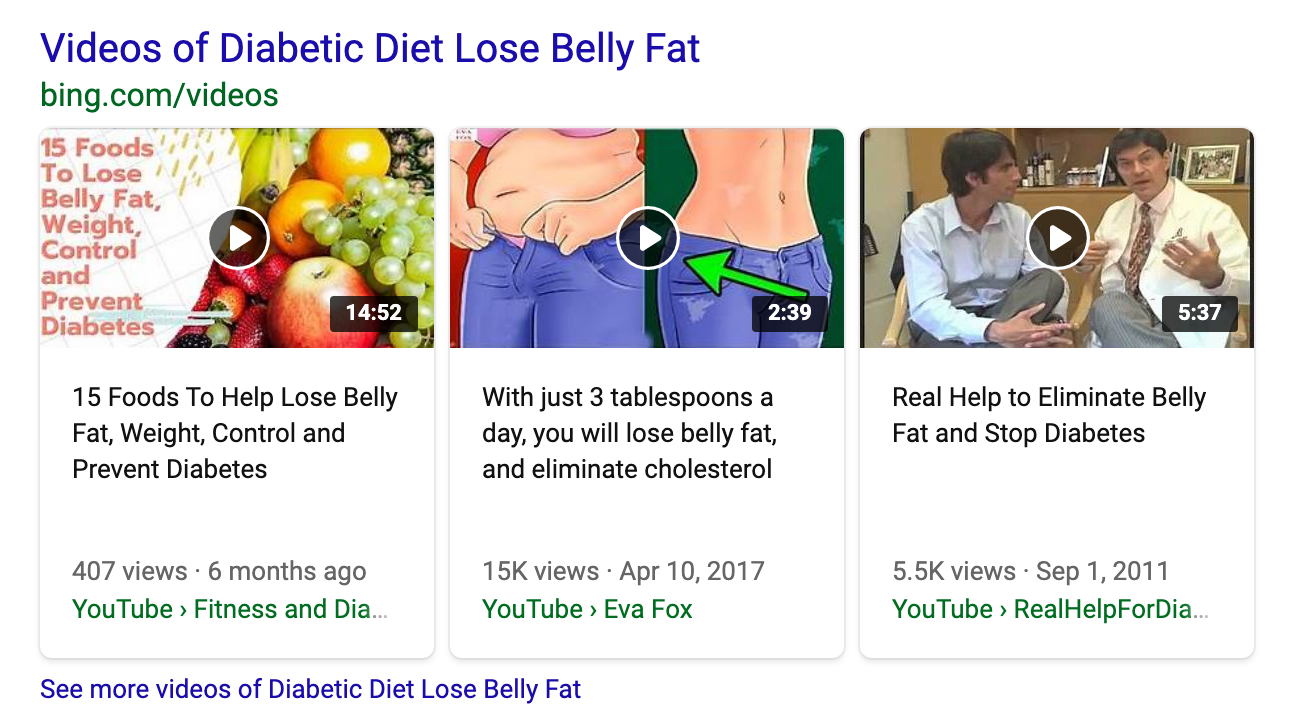 Videos of Diabetic Diet Lose Belly Fat
bing.com/videos
15 Foods
To Lose
Belly Fat,
Weight,
Control
and
Prevent
Diabetes
14:52
EVA
FOX
2:39
5:37
15 Foods To Help Lose Belly
Fat, Weight, Control and
Prevent Diabetes
407 views · 6 months ago
YouTube › Fitness and Dia...
With just 3 tablespoons a
day, you will lose belly fat,
and eliminate cholesterol
15K views · Apr 10, 2017
YouTube › Eva Fox
Real Help to Eliminate Belly
Fat and Stop Diabetes
5.5K views · Sep 1, 2011
YouTube › RealHelpForDia...
See more videos of Diabetic Diet Lose Belly Fat